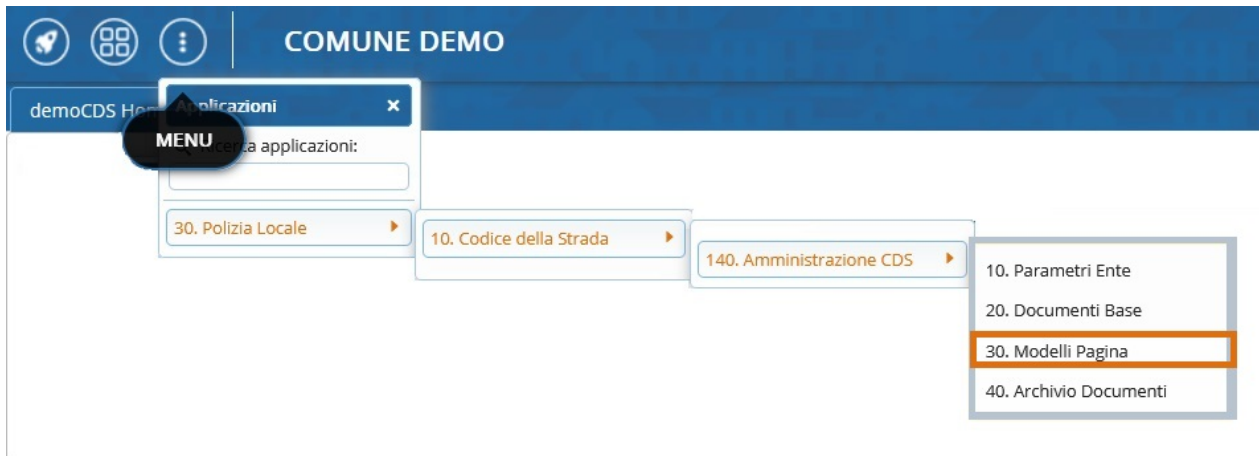 COMUNE DEMO
demoCDS Hom
Applicazioni
MENU
Ricerca applicazioni:
30. Polizia Locale
10. Codice della Strada
140. Amministrazione CDS
10. Parametri Ente
20. Documenti Base
30. Modelli Pagina
40. Archivio Documenti